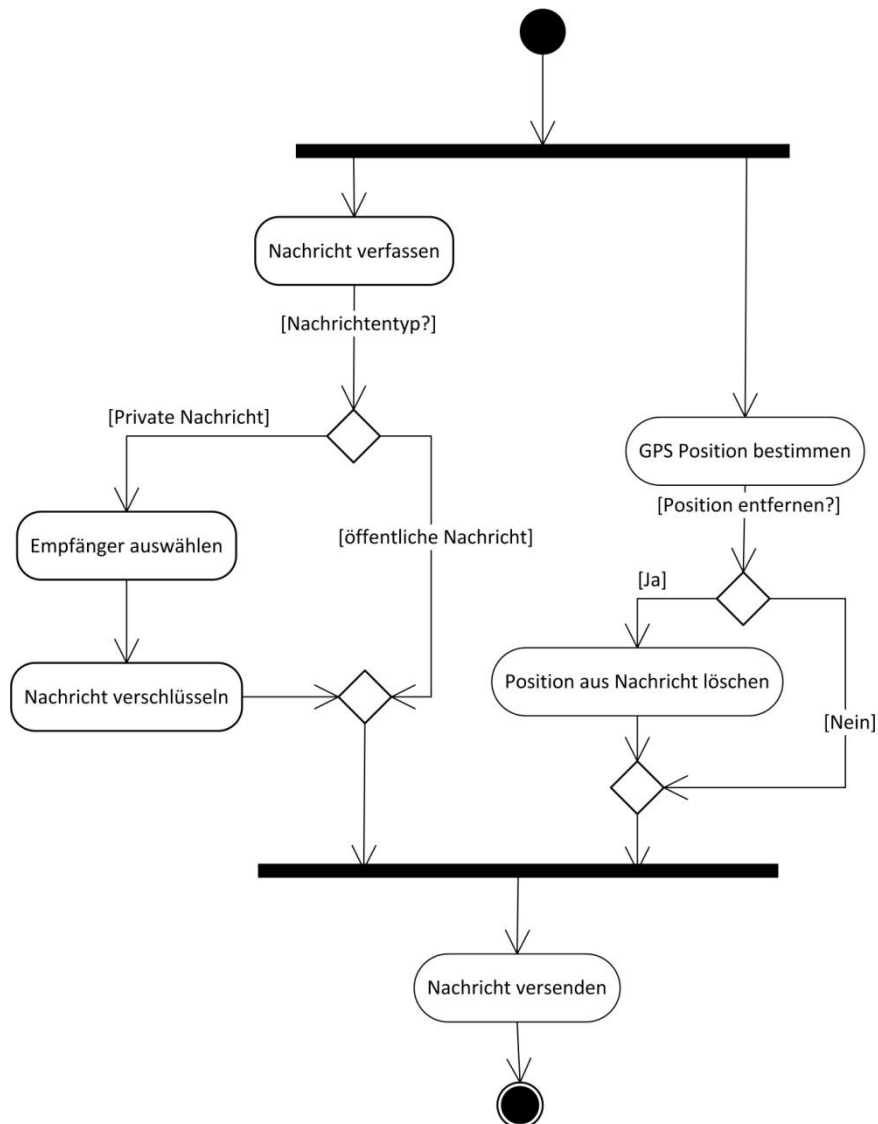 Nachricht verfassen
[Nachrichtentyp?]
[Private Nachricht]
[öffentliche Nachricht]
Empfänger auswählen
Nachricht verschlüsseln
GPS Position bestimmen
[Position entfernen?]
[Ja]
Position aus Nachricht löschen
[Nein]
Nachricht versenden